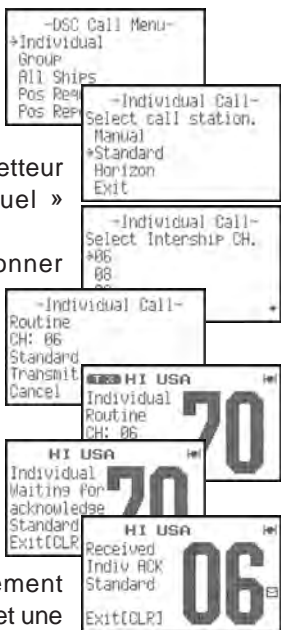 -DSC Call Menu-
Individual
Group
All Ships
Pos
Pos
-Individual Call-
Select call station.
Manual
Standard
Horizon
Exit
etteur
uel »
-Individual Call-
Select Intership CH.
06
08
onner
-Individual Call-
Routine
CH: 06
Standard
Transmit
Cancel
TX HI USA
Individual
Routine
CH: 06
70
HI USA
Individual
Waiting for
acknowledge
Standard
Exit[CLR
70
HI USA
Received
Indiv ACK
Standard
Exit[CLR]
06
ement
et une